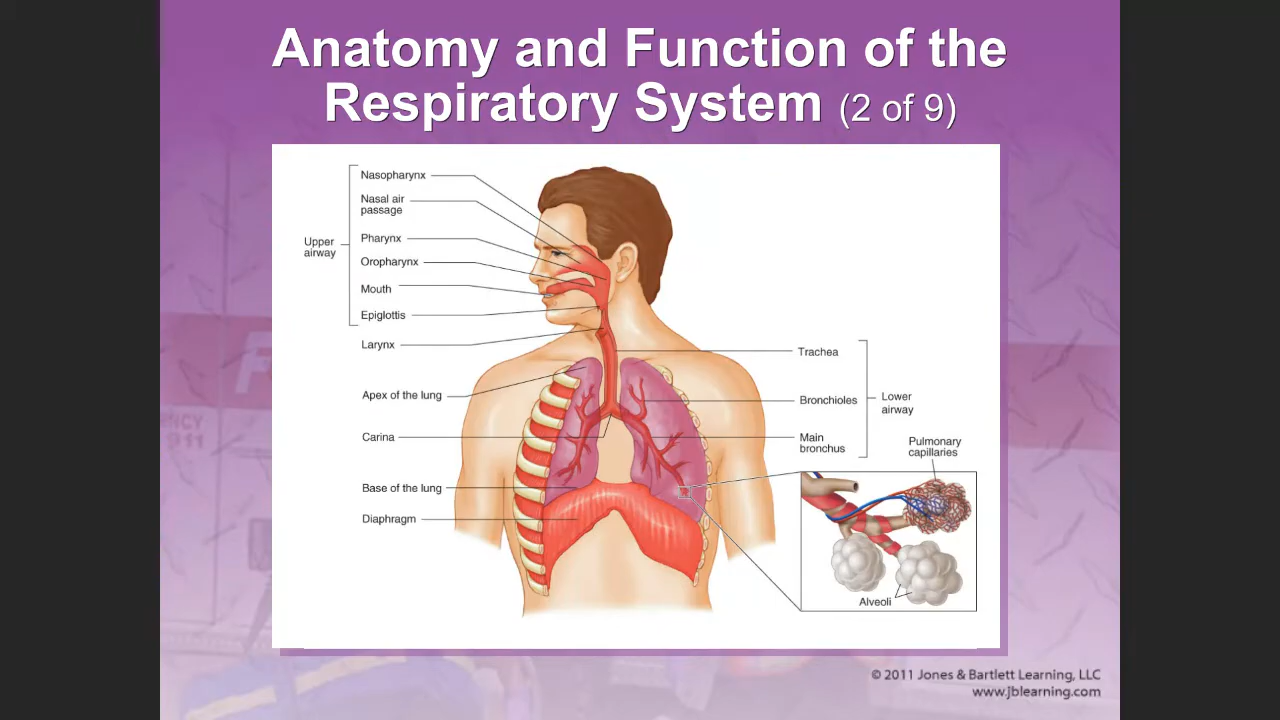 Anatomy and Function of the
Respiratory System (2 of 9)
Nasopharynx
Nasal air
passage
Pharynx
Upper
airway
Oropharynx
Mouth
Epiglottis
Larynx
Apex of the lung
Carina
Base of the lung
Diaphragm
Trachea
Bronchioles
Lower
airway
Main
bronchus
Pulmonary
capillaries
Alveoli
© 2011 Jones & Bartlett Learning, LLC
www.jblearning.com